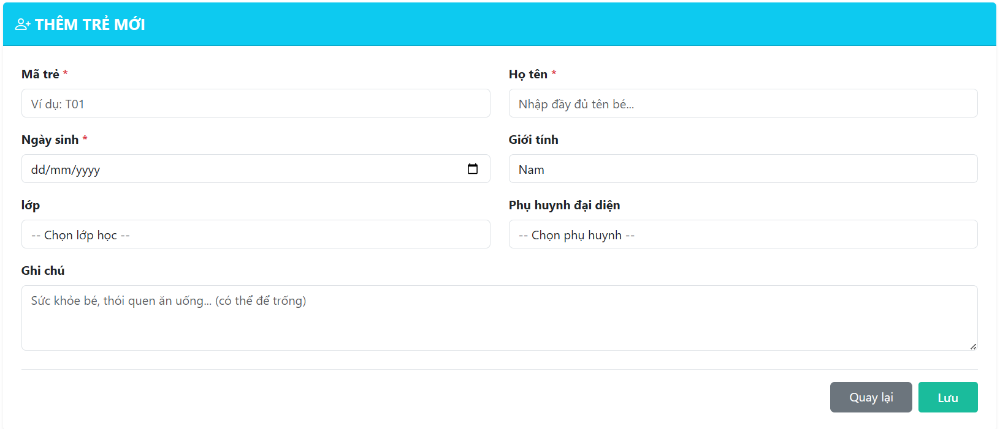 THÊM TRẺ MỚI
Mã trẻ *
Ví dụ: T01
Họ tên *
Nhập đầy đủ tên bé...
Ngày sinh *
dd/mm/yyyy
Giới tính
Nam
lớp
-- Chọn lớp học --
Phụ huynh đại diện
-- Chọn phụ huynh --
Ghi chú
Sức khỏe bé, thói quen ăn uống... (có thể để trống)
Quay lại
Lưu